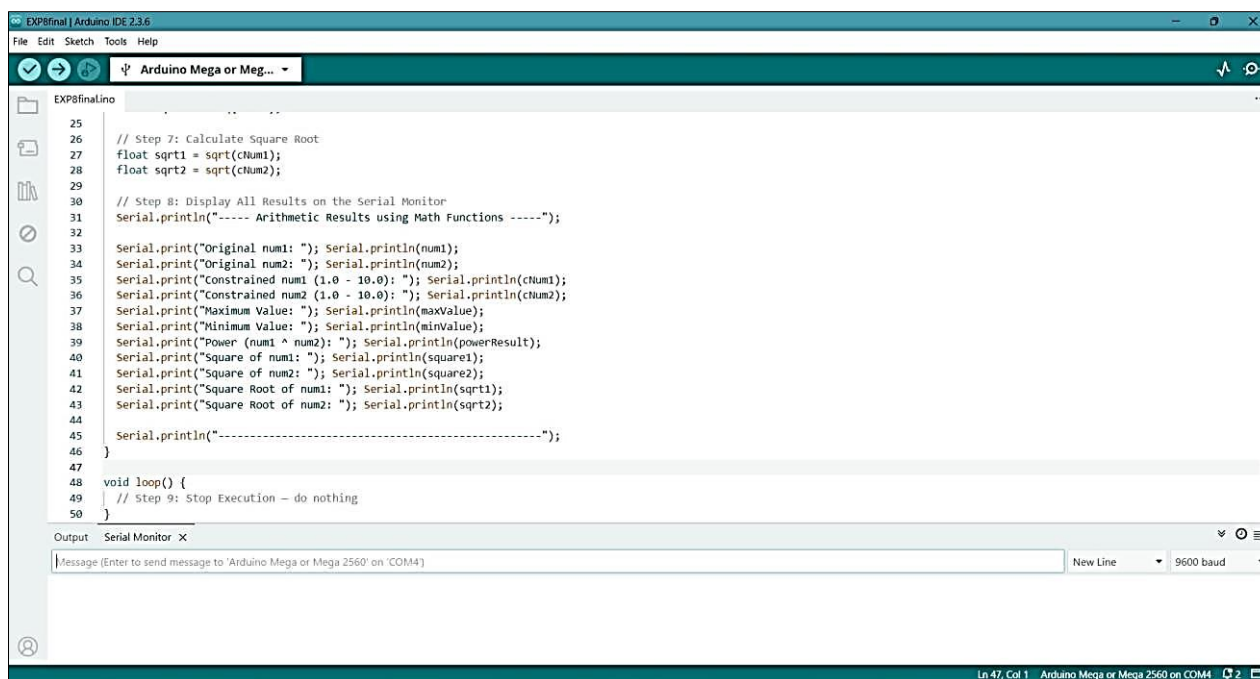 EXP8final | Arduino IDE 2.3.6
File Edit Sketch Tools Help
Arduino Mega or Meg...
EXP8final.ino
25
26 // Step 7: Calculate Square Root
27 float sqrt1 = sqrt(cNum1);
28 float sqrt2 = sqrt(cNum2);
29
30 // Step 8: Display All Results on the Serial Monitor
31 Serial.println("----- Arithmetic Results using Math Functions -----");
32
33 Serial.print("Original num1: "); Serial.println(num1);
34 Serial.print("Original num2: "); Serial.println(num2);
35 Serial.print("Constrained num1 (1.0 - 10.0): "); Serial.println(cNum1);
36 Serial.print("Constrained num2 (1.0 - 10.0): "); Serial.println(cNum2);
37 Serial.print("Maximum Value: "); Serial.println(maxValue);
38 Serial.print("Minimum Value: "); Serial.println(minValue);
39 Serial.print("Power (num1 ^ num2): "); Serial.println(powerResult);
40 Serial.print("Square of num1: "); Serial.println(square1);
41 Serial.print("Square of num2: "); Serial.println(square2);
42 Serial.print("Square Root of num1: "); Serial.println(sqrt1);
43 Serial.print("Square Root of num2: "); Serial.println(sqrt2);
44
45 Serial.println("---------------------------------------------------");
46 }
47
48 void loop() {
49 // Step 9: Stop Execution — do nothing
50 }
Output Serial Monitor X
Message (Enter to send message to 'Arduino Mega or Mega 2560' on 'COM4') New Line 9600 baud
Ln 47, Col 1 Arduino Mega or Mega 2560 on COM4 2